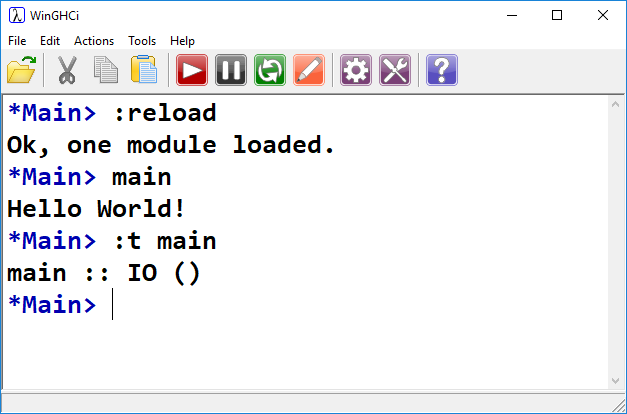 WinGHCi
File Edit Actions Tools Help
*Main> :reload
Ok, one module loaded.
*Main> main
Hello World!
*Main> :t main
main :: IO ()
*Main>